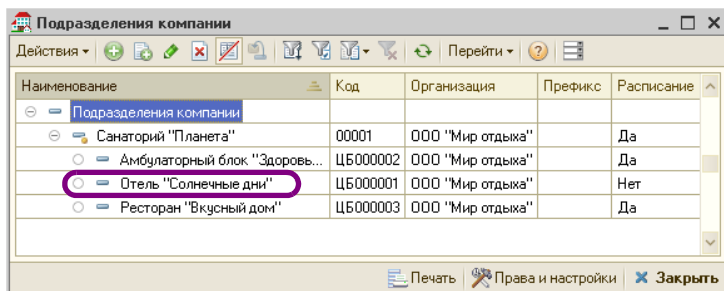 Подразделения компании
Действия Перейти
Наименование Код Организация Префикс Расписание
Подразделения компании
Санаторий "Планета" 00001 ООО "Мир отдыха" Да
Амбулаторный блок "Здоровь... ЦБ000002 ООО "Мир отдыха" Да
Отель "Солнечные дни" ЦБ000001 ООО "Мир отдыха" Нет
Ресторан "Вкусный дом" ЦБ000003 ООО "Мир отдыха" Да
Печать Права и настройки Закрыть